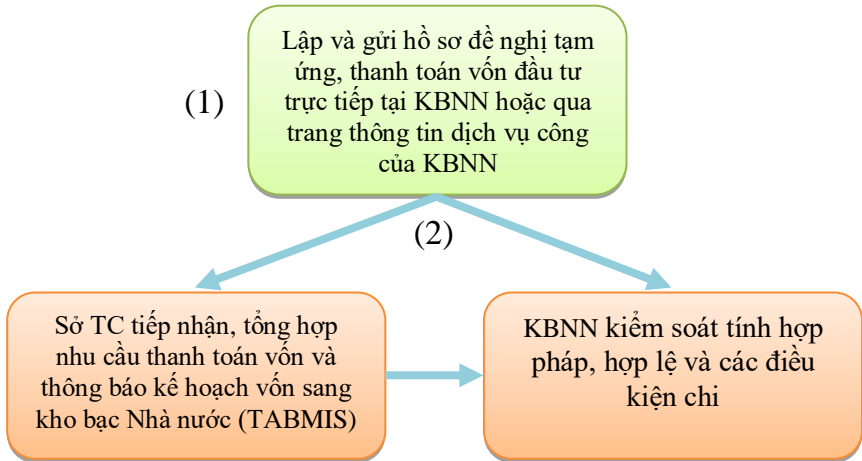 Lập và gửi hồ sơ đề nghị tạm
ứng, thanh toán vốn đầu tư
trực tiếp tại KBNN hoặc qua
trang thông tin dịch vụ công
của KBNN
(1)
(2)
Sở TC tiếp nhận, tổng hợp
nhu cầu thanh toán vốn và
thông báo kế hoạch vốn sang
kho bạc Nhà nước (TABMIS)
KBNN kiểm soát tính hợp
pháp, hợp lệ và các điều
kiện chi